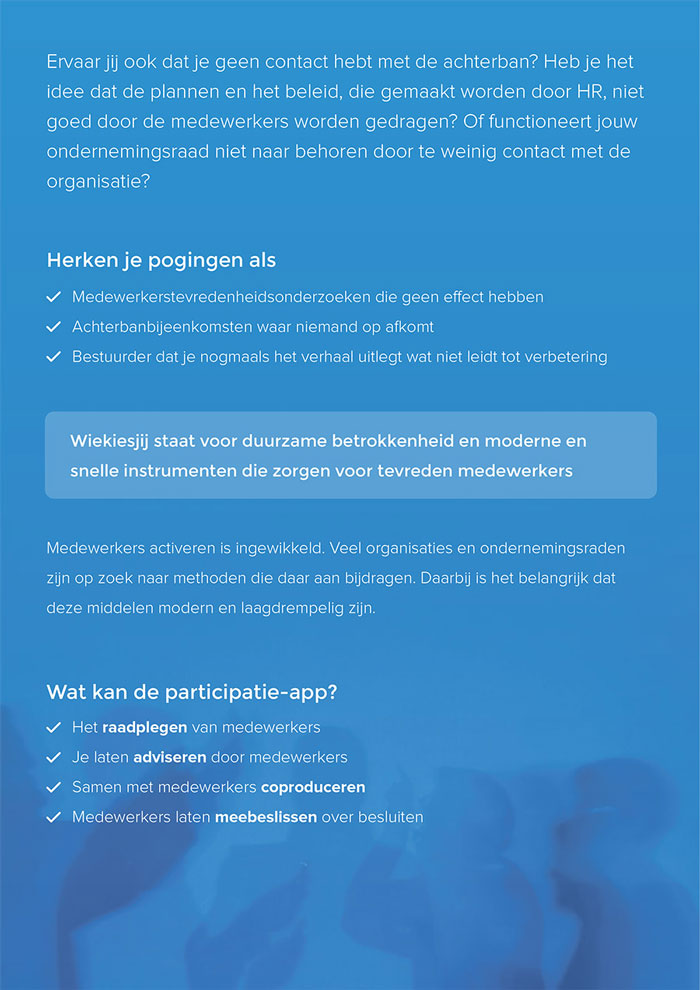 Ervaar jij ook dat je geen contact hebt met de achterban? Heb je het
idee dat de plannen en het beleid, die gemaakt worden door HR, niet
goed door de medewerkers worden gedragen? Of functioneert jouw
ondernemingsraad niet naar behoren door te weinig contact met de
organisatie?
Herken je pogingen als
Medewerkerstevredenheidsonderzoeken die geen effect hebben
Achterbanbijeenkomsten waar niemand op afkomt
Bestuurder dat je nogmaals het verhaal uitlegt wat niet leidt tot verbetering
Wiekiesjij staat voor duurzame betrokkenheid en moderne en
snelle instrumenten die zorgen voor tevreden medewerkers
Medewerkers activeren is ingewikkeld. Veel organisaties en ondernemingsraden
zijn op zoek naar methoden die daar aan bijdragen. Daarbij is het belangrijk dat
deze middelen modern en laagdrempelig zijn.
Wat kan de participatie-app?
Het raadplegen van medewerkers
Je laten adviseren door medewerkers
Samen met medewerkers coproduceren
Medewerkers laten meebeslissen over besluiten